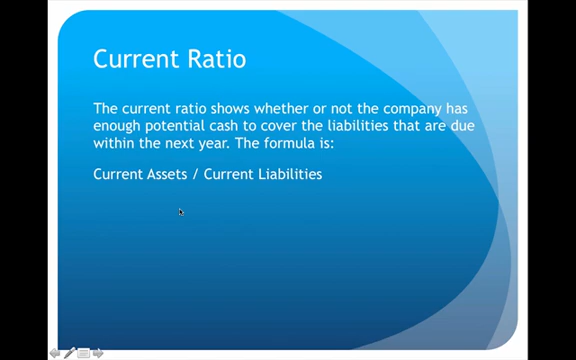 Current Ratio
The current ratio shows whether or not the company has
enough potential cash to cover the liabilities that are due
within the next year. The formula is:
Current Assets / Current Liabilities